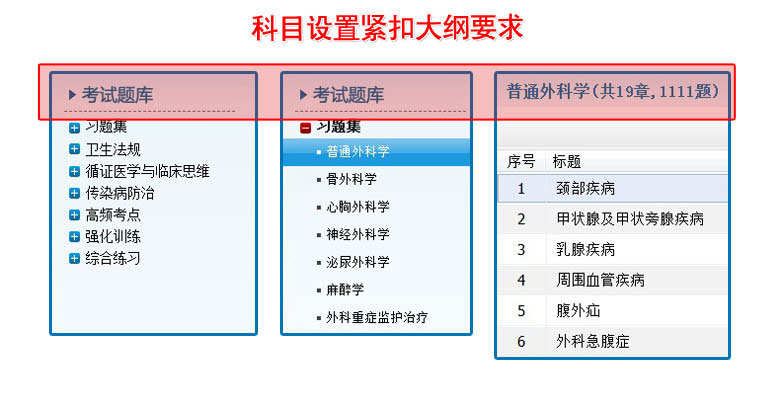 科目设置紧扣大纲要求
考试题库
习题集
卫生法规
循证医学与临床思维
传染病防治
高频考点
强化训练
综合练习
考试题库
习题集
普通外科学
骨外科学
心胸外科学
神经外科学
泌尿外科学
麻醉学
外科重症监护治疗
普通外科学(共19章,1111题)
序号 标题
1 颈部疾病
2 甲状腺及甲状旁腺疾病
3 乳腺疾病
4 周围血管疾病
5 腹外疝
6 外科急腹症